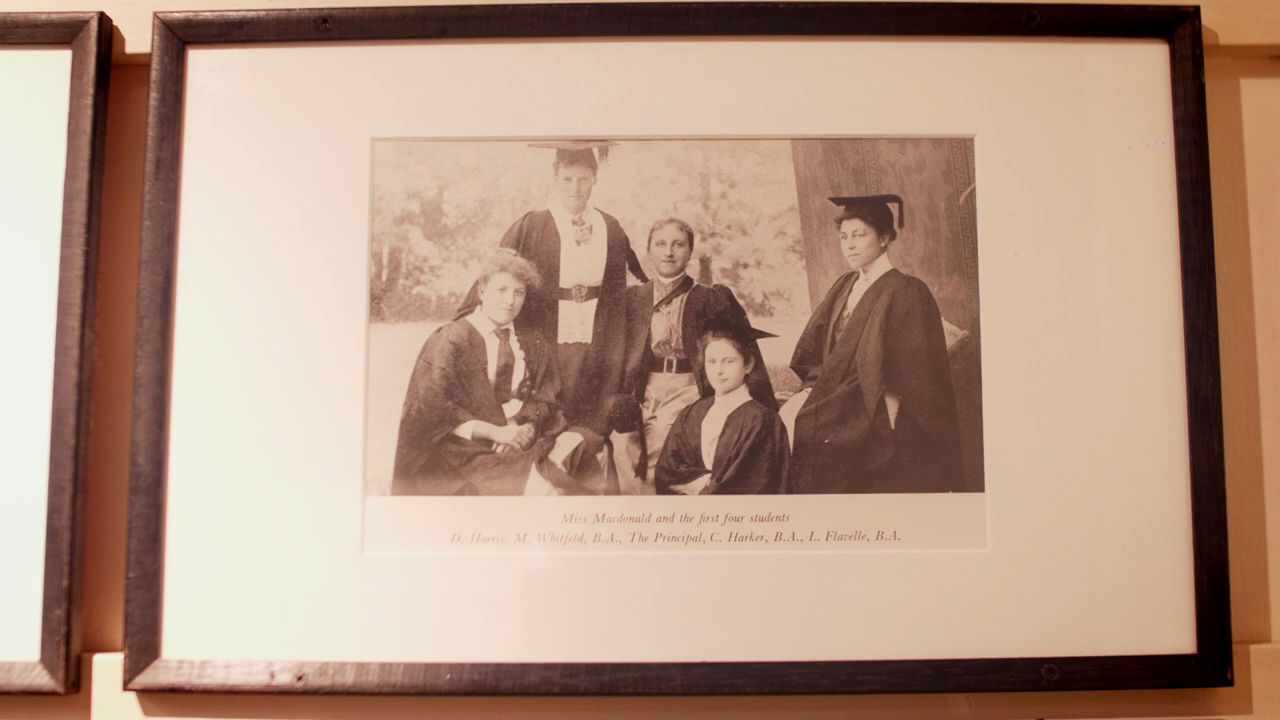 Miss Macdonald and the first four students
D. Harris, M. Whitfeld, B.A., The Principal, C. Harker, B.A., L. Flavelle, B.A.